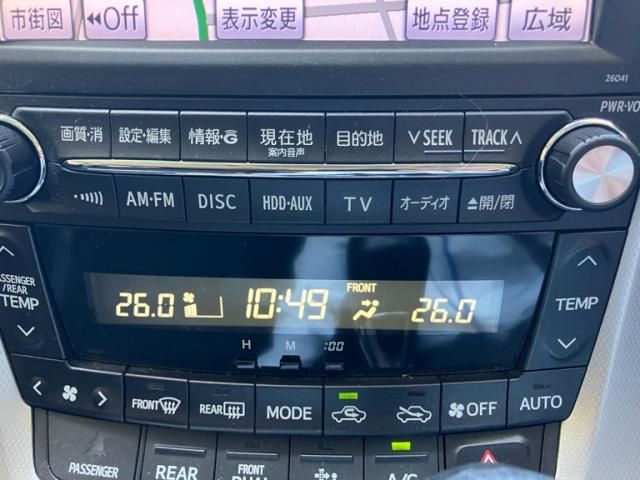 市街図 ◀◀Off 表示変更 地点登録 広域
26041
PWR·VO
画質·消 設定·編集 情報·G 現在地 目的地 ∨SEEK TRACK∧
案内音声
AM·FM DISC HDD·AUX TV オーディオ ▲開/閉
FRONT
26.0 10:49 26.0
ASSENGER
/REAR
TEMP TEMP
H M :00
FRONT REAR MODE OFF AUTO
PASSENGER REAR FRONT
DUAL A/C